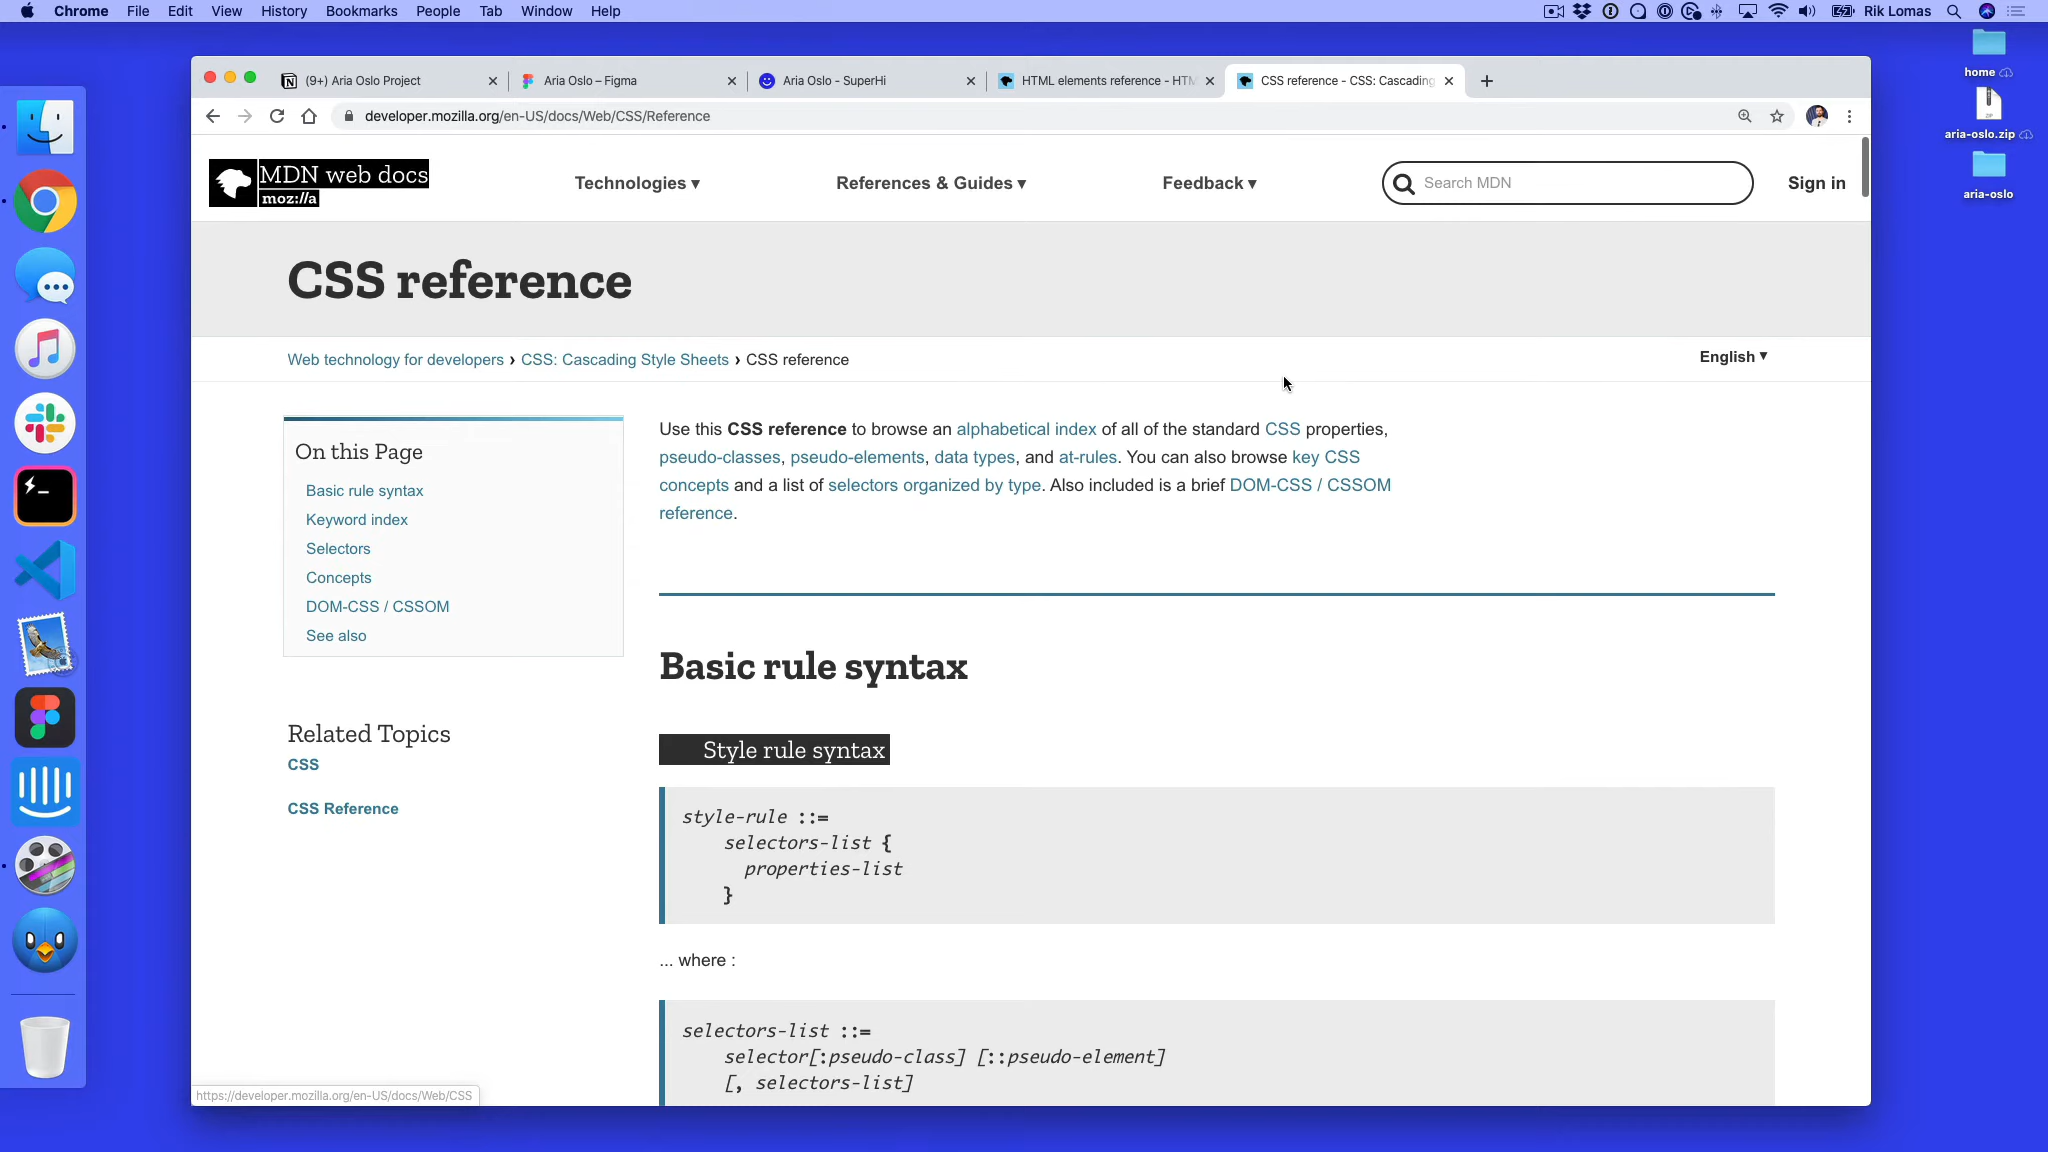 Chrome File Edit View History Bookmarks People Tab Window Help Rik Lomas
home
aria-oslo.zip
aria-oslo
(9+) Aria Oslo Project
Aria Oslo – Figma
Aria Oslo - SuperHi
HTML elements reference - HTM
CSS reference - CSS: Cascading
developer.mozilla.org/en-US/docs/Web/CSS/Reference
MDN web docs
moz://a
Technologies ▾
References & Guides ▾
Feedback ▾
Search MDN
Sign in
CSS reference
Web technology for developers › CSS: Cascading Style Sheets › CSS reference
English ▾
On this Page
Basic rule syntax
Keyword index
Selectors
Concepts
DOM-CSS / CSSOM
See also
Related Topics
CSS
CSS Reference
Use this CSS reference to browse an alphabetical index of all of the standard CSS properties,
pseudo-classes, pseudo-elements, data types, and at-rules. You can also browse key CSS
concepts and a list of selectors organized by type. Also included is a brief DOM-CSS / CSSOM
reference.
Basic rule syntax
Style rule syntax
style-rule ::=
selectors-list {
properties-list
}
... where :
selectors-list ::=
selector[:pseudo-class] [::pseudo-element]
[, selectors-list]
https://developer.mozilla.org/en-US/docs/Web/CSS